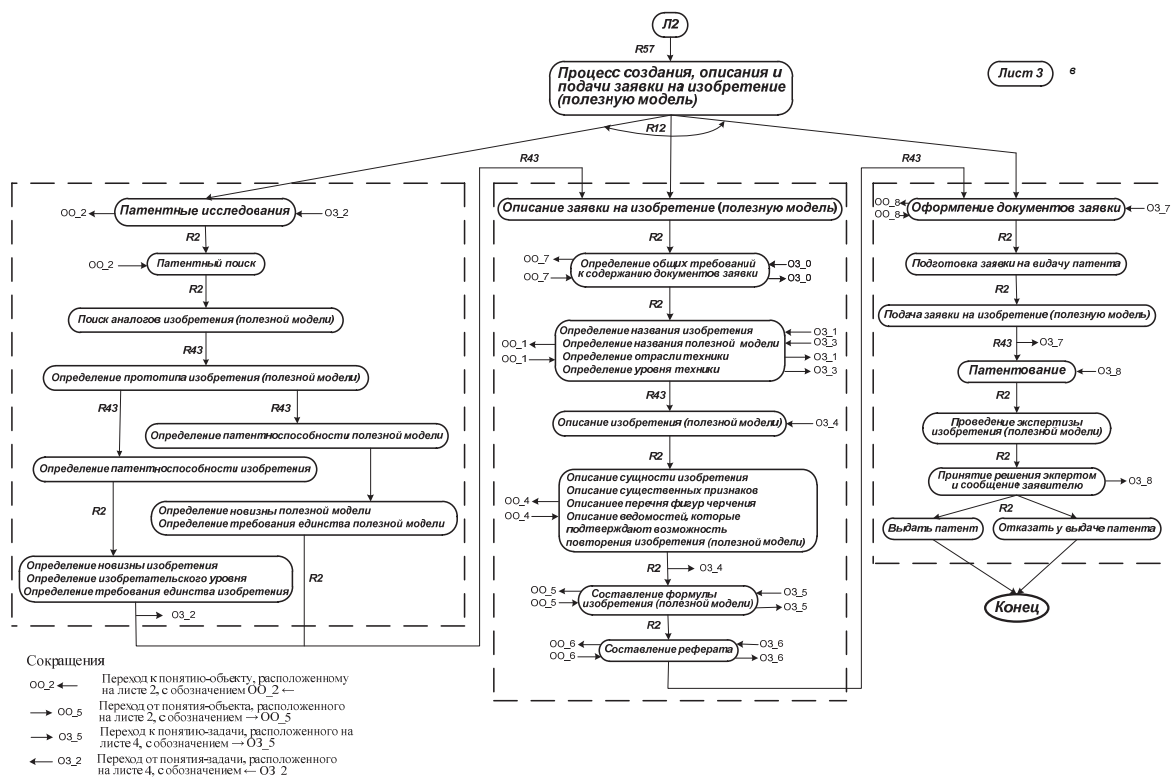 Л2
R57
Процесс создания, описания и
подачи заявки на изобретение
(полезную модель)
Лист 3
в
R12
R43
R43
ОО_2
Патентные исследования
ОЗ_2
R2
ОО_2
Патентный поиск
R2
Поиск аналогов изобретения (полезной модели)
R43
Определение прототипа изобретения (полезной модели)
R43
R43
Определение патентноспособности полезной модели
Определение патентноспособности изобретения
R2
Определение новизны полезной модели
Определение требования единства полезной модели
R2
Определение новизны изобретения
Определение изобретательского уровня
Определение требования единства изобретения
ОЗ_2
Описание заявки на изобретение (полезную модель)
R2
ОО_7
ОО_7
Определение общих требований
к содержанию документов заявки
ОЗ_0
ОЗ_0
R2
Определение названия изобретения
Определение названия полезной модели
Определение отрасли техники
Определение уровня техники
ОО_1
ОО_1
ОЗ_1
ОЗ_3
ОЗ_1
ОЗ_3
R43
Описание изобретения (полезной модели)
ОЗ_4
R2
Описание сущности изобретения
Описание существенных признаков
Описаниее перечня фигур черчения
Описание ведомостей, которые
подтверждают возможность
повторения изобретения (полезной модели)
ОО_4
ОО_4
R2
ОЗ_4
ОО_5
ОО_5
Составление формулы
изобретения (полезной модели)
ОЗ_5
ОЗ_5
R2
ОО_6
ОО_6
Составление реферата
ОЗ_6
ОЗ_6
ОО_8
ОО_8
Оформление документов заявки
ОЗ_7
R2
Подготовка заявки на видачу патента
R2
Подача заявки на изобретение (полезную модель)
R43
ОЗ_7
Патентование
ОЗ_8
R2
Проведение экспертизы
изобретения (полезной модели)
R2
Принятие решения экпертом
и сообщение заявителю
ОЗ_8
R2
Выдать патент
Отказать у выдаче патента
Конец
Сокращения
ОО_2 ← Переход к понятию-объекту, расположенному
на листе 2, с обозначением ОО_2 ←
→ ОО_5 Переход от понятия-объекта, расположенного
на листе 2, с обозначением → ОО_5
→ ОЗ_5 Переход к понятию-задачи, расположенного на
листе 4, с обозначением → ОЗ_5
← ОЗ_2 Переход от понятия-задачи, расположенного
на листе 4, с обозначением ← ОЗ_2